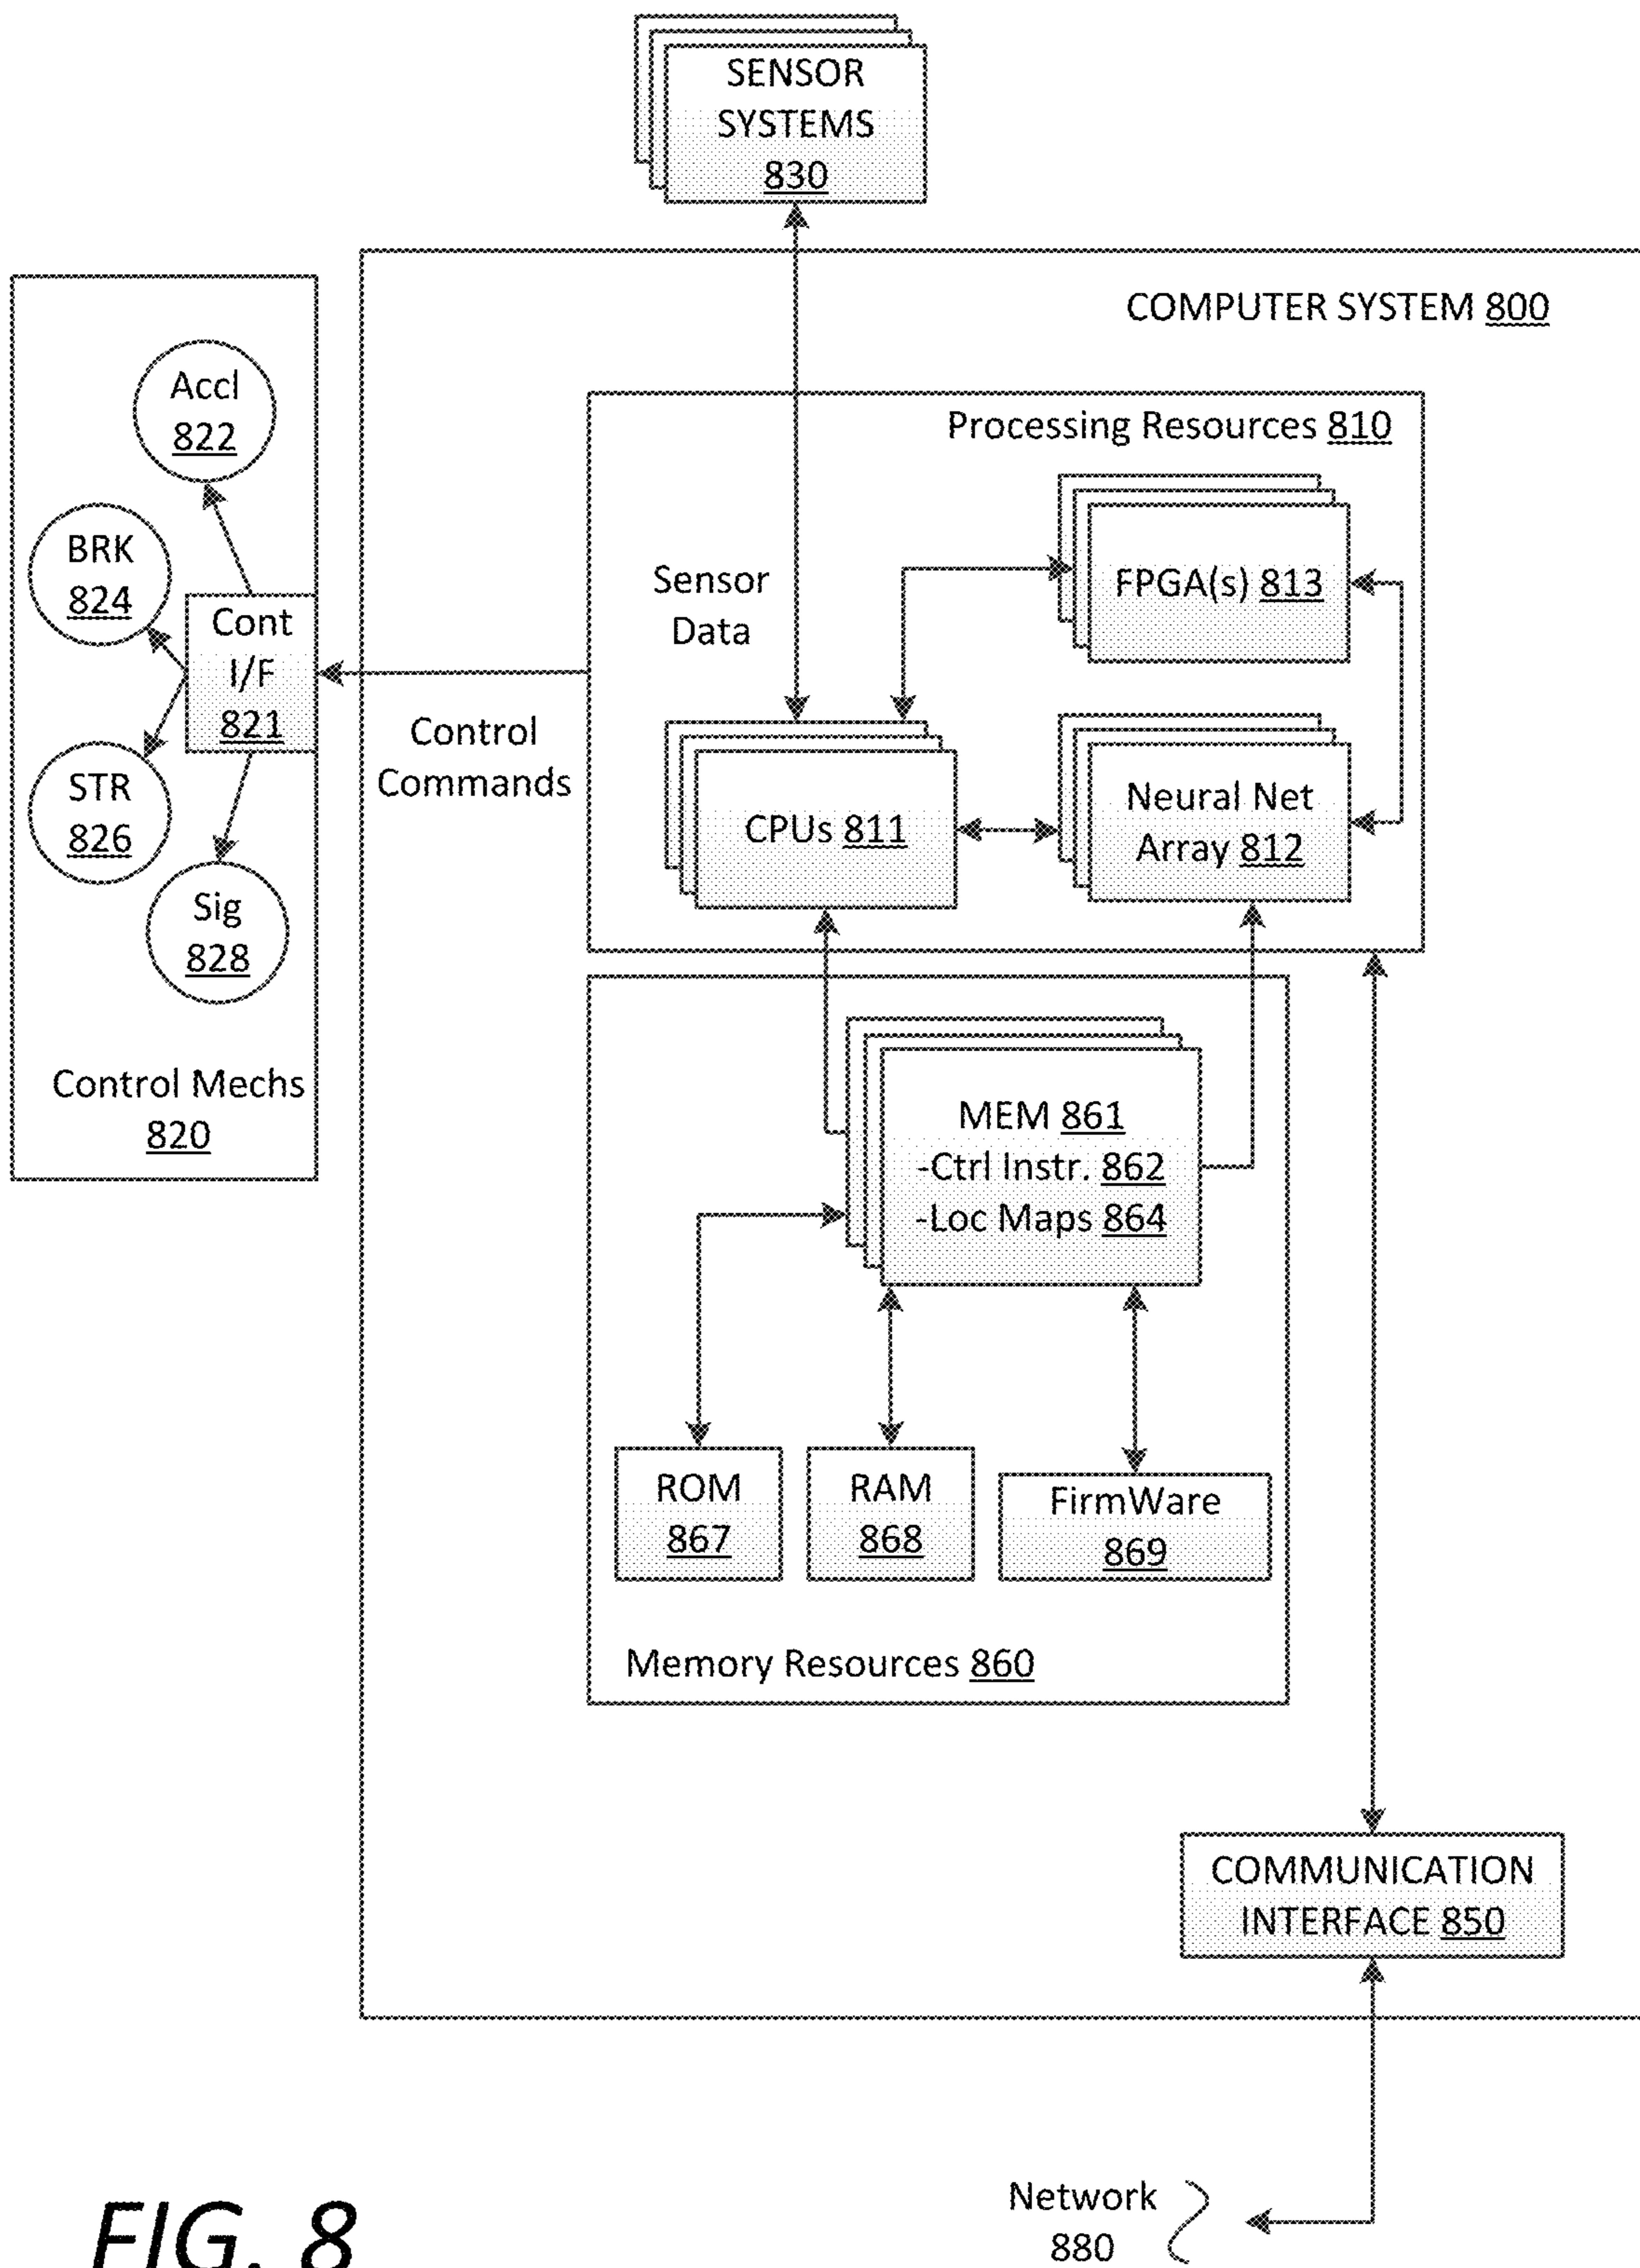 SENSOR
SYSTEMS
830
COMPUTER SYSTEM 800
Accl
822
BRK
824
Cont
I/F
821
STR
826
Sig
828
Control Mechs
820
Control
Commands
Processing Resources 810
Sensor
Data
FPGA(s) 813
CPUs 811
Neural Net
Array 812
MEM 861
-Ctrl Instr. 862
-Loc Maps 864
ROM
867
RAM
868
FirmWare
869
Memory Resources 860
COMMUNICATION
INTERFACE 850
Network
880
FIG. 8